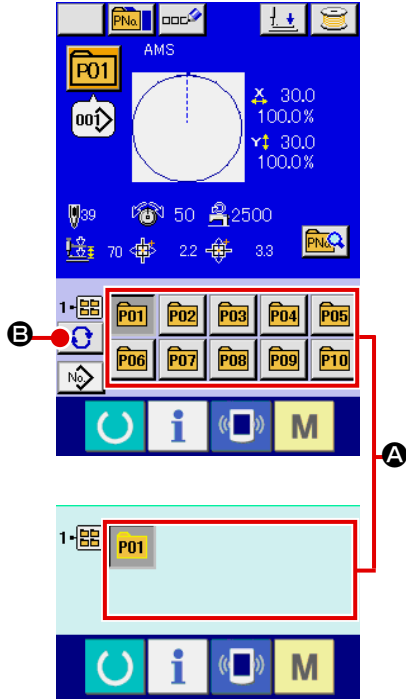 PNo.
AMS
P01
001
X 30.0
100.0%
Y 30.0
100.0%
39 50 2500
70 2.2 3.3
PNo.
1-
P01 P02 P03 P04 P05
B
P06 P07 P08 P09 P10
No.
i M
A
1-
P01
i M